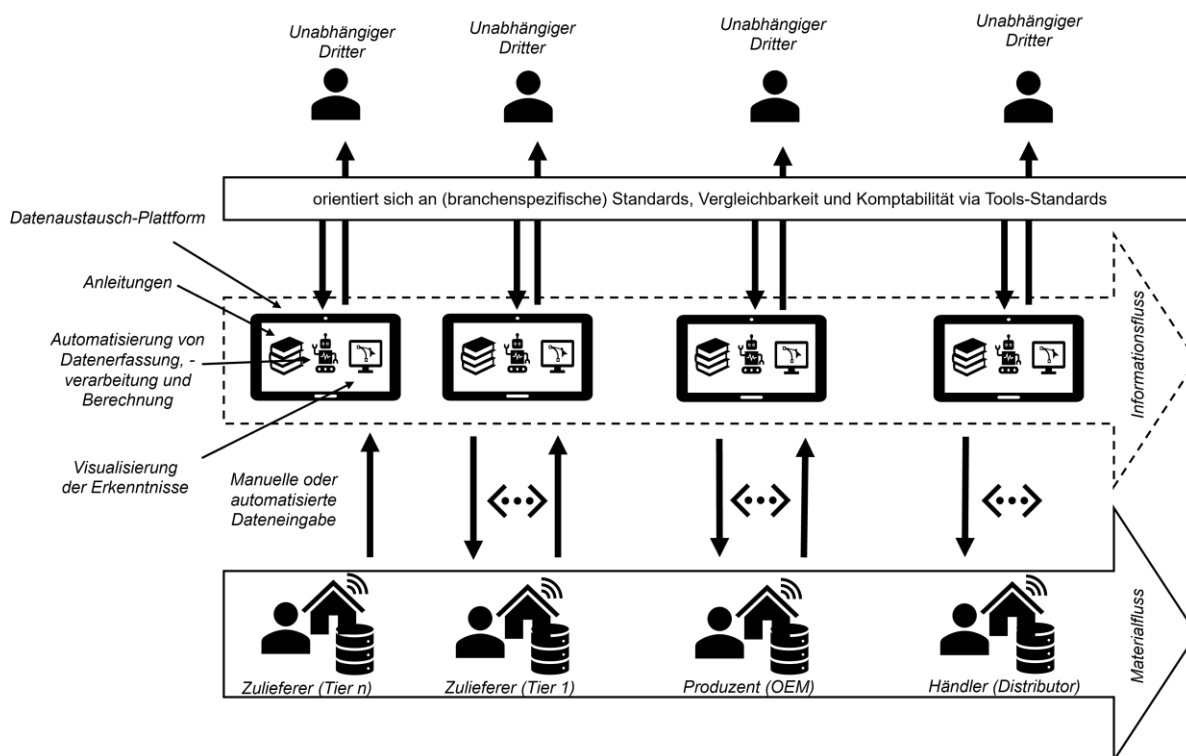 Unabhängiger
Dritter
Unabhängiger
Dritter
Unabhängiger
Dritter
Unabhängiger
Dritter
orientiert sich an (branchenspezifische) Standards, Vergleichbarkeit und Komptabilität via Tools-Standards
Datenaustausch-Plattform
Anleitungen
Automatisierung von
Datenerfassung, -
verarbeitung und
Berechnung
Visualisierung
der Erkenntnisse
Manuelle oder
automatisierte
Dateneingabe
Informationsfluss
Zulieferer (Tier n)
Zulieferer (Tier 1)
Produzent (OEM)
Händler (Distributor)
Materialfluss